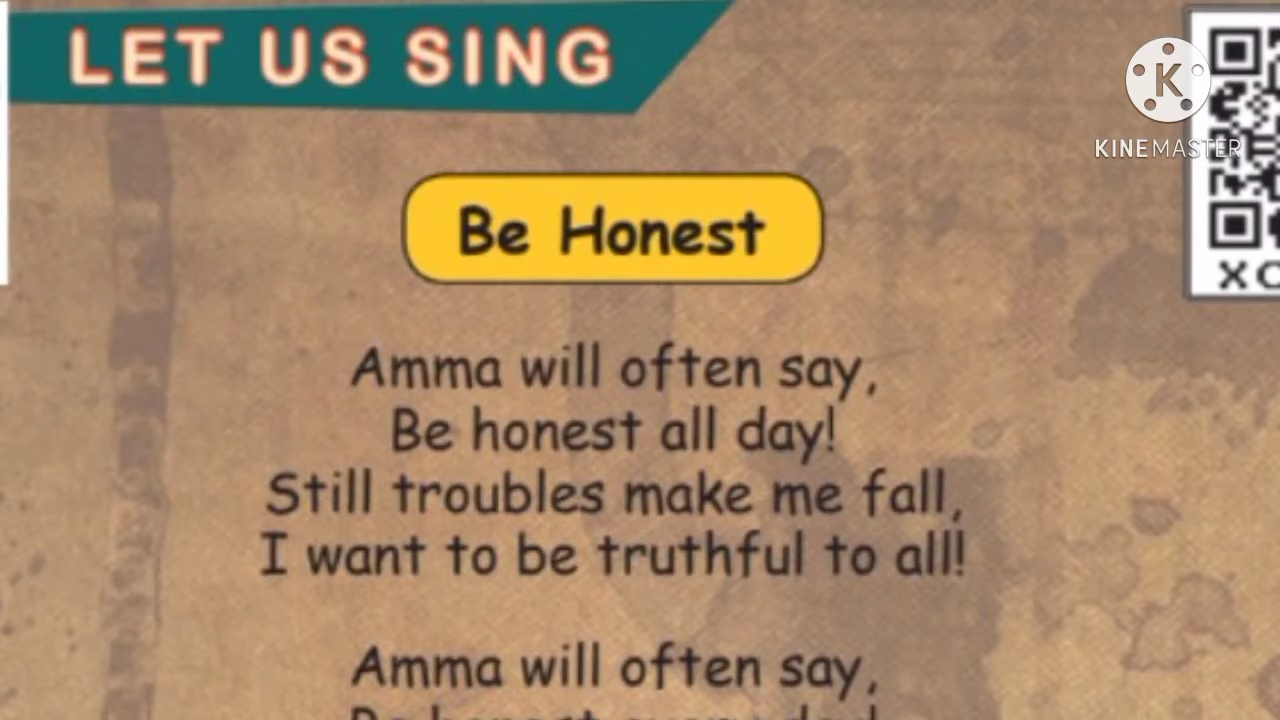 LET US SING
KINEMASTER
Be Honest
Amma will often say,
Be honest all day!
Still troubles make me fall,
I want to be truthful to all!
Amma will often say,